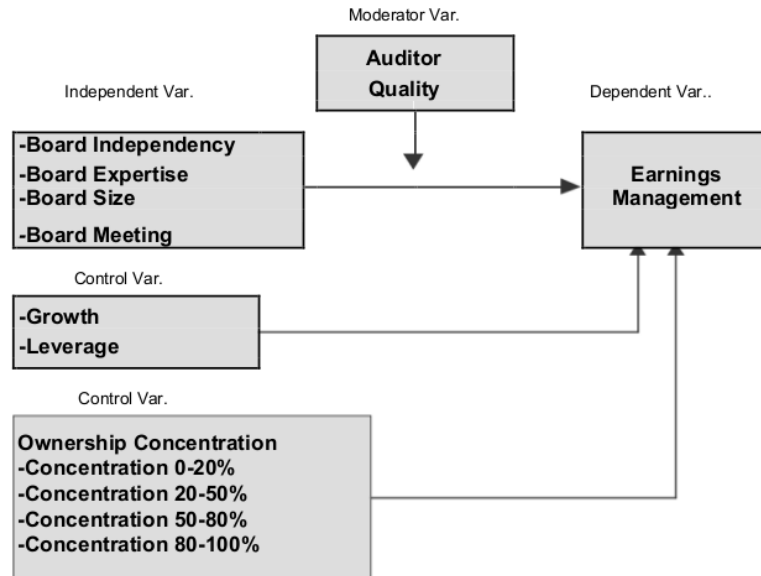 Moderator Var.
Auditor
Quality
Independent Var.
Dependent Var..
-Board Independency
-Board Expertise
-Board Size
-Board Meeting
Earnings
Management
Control Var.
-Growth
-Leverage
Control Var.
Ownership Concentration
-Concentration 0-20%
-Concentration 20-50%
-Concentration 50-80%
-Concentration 80-100%